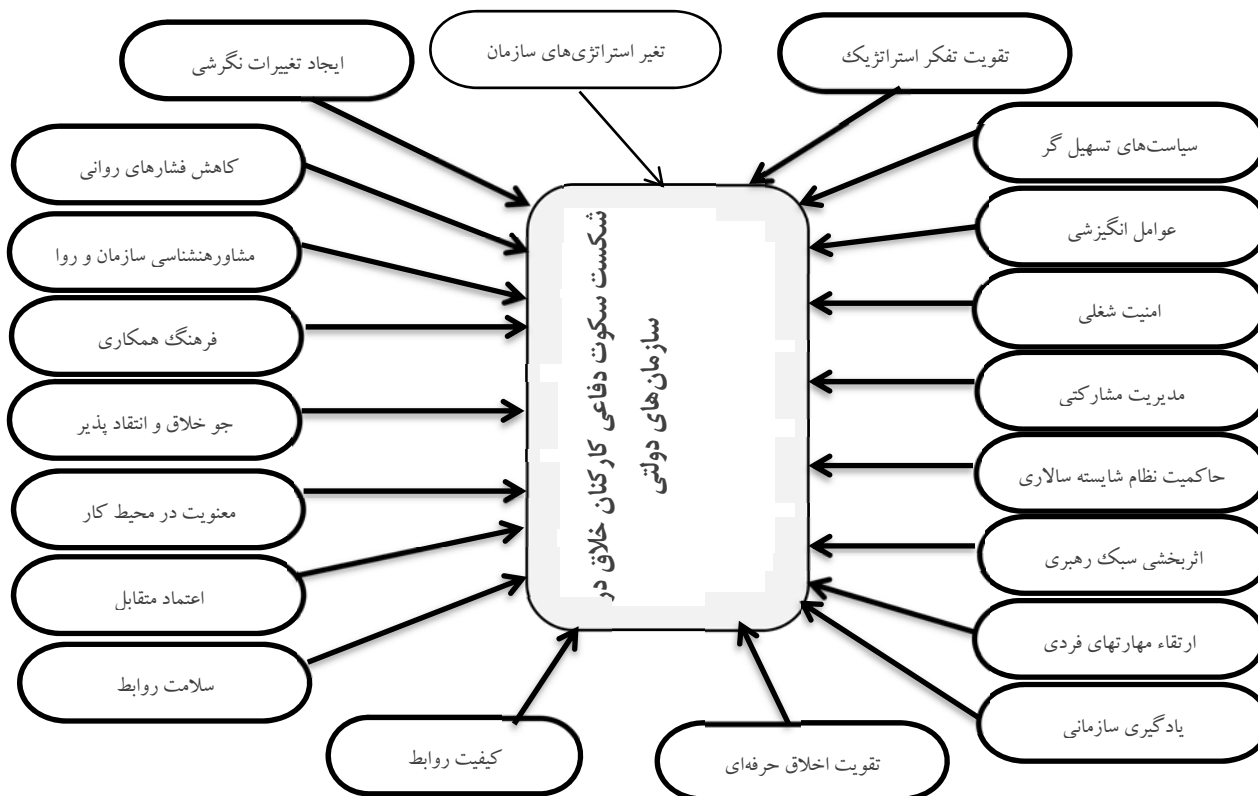 تقویت تفکر استراتژیک
تغیر استراتژی‌های سازمان
ایجاد تغییرات نگرشی
سیاست‌های تسهیل گر
عوامل انگیزشی
امنیت شغلی
مدیریت مشارکتی
حاکمیت نظام شایسته سالاری
اثربخشی سبک رهبری
ارتقاء مهارتهای فردی
یادگیری سازمانی
شکست سکوت دفاعی کارکنان خلاق در
سازمان‌های دولتی
کاهش فشارهای روانی
مشاورهنشناسی سازمان و روا
فرهنگ همکاری
جو خلاق و انتقاد پذیر
معنویت در محیط کار
اعتماد متقابل
سلامت روابط
تقویت اخلاق حرفه‌ای
کیفیت روابط